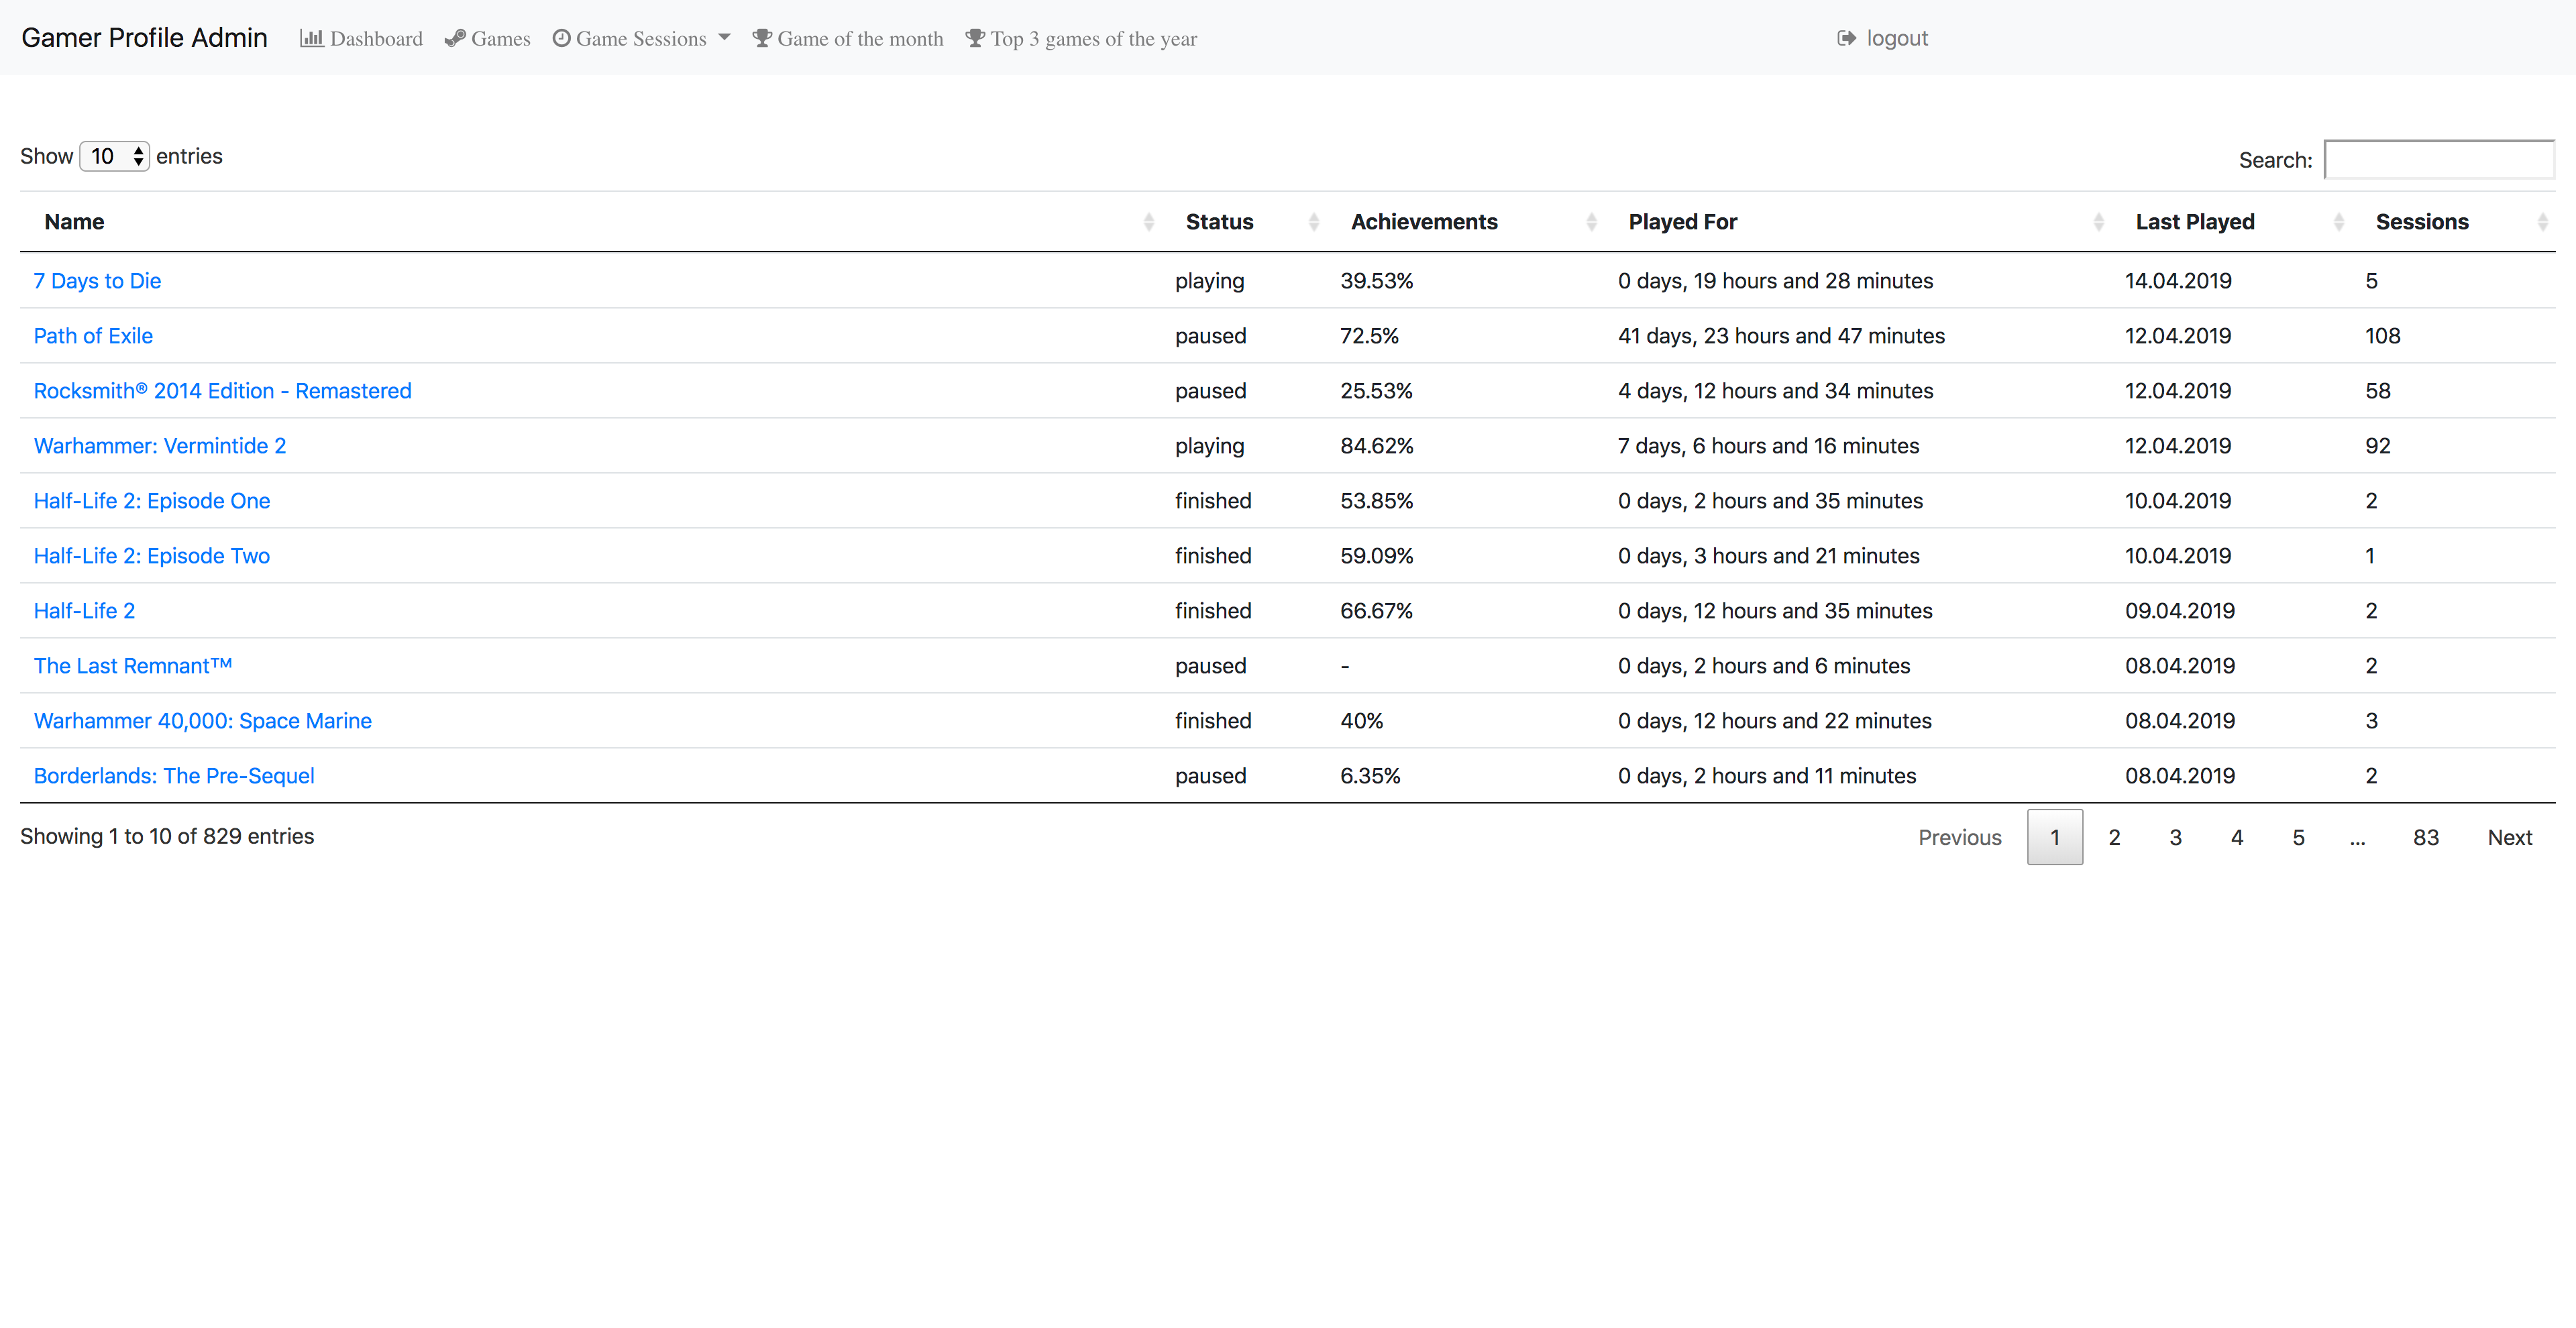 Gamer Profile Admin Dashboard Games Game Sessions Game of the month Top 3 games of the year logout
Show 10 entries Search:
Name Status Achievements Played For Last Played Sessions
7 Days to Die playing 39.53% 0 days, 19 hours and 28 minutes 14.04.2019 5
Path of Exile paused 72.5% 41 days, 23 hours and 47 minutes 12.04.2019 108
Rocksmith® 2014 Edition - Remastered paused 25.53% 4 days, 12 hours and 34 minutes 12.04.2019 58
Warhammer: Vermintide 2 playing 84.62% 7 days, 6 hours and 16 minutes 12.04.2019 92
Half-Life 2: Episode One finished 53.85% 0 days, 2 hours and 35 minutes 10.04.2019 2
Half-Life 2: Episode Two finished 59.09% 0 days, 3 hours and 21 minutes 10.04.2019 1
Half-Life 2 finished 66.67% 0 days, 12 hours and 35 minutes 09.04.2019 2
The Last Remnant™ paused - 0 days, 2 hours and 6 minutes 08.04.2019 2
Warhammer 40,000: Space Marine finished 40% 0 days, 12 hours and 22 minutes 08.04.2019 3
Borderlands: The Pre-Sequel paused 6.35% 0 days, 2 hours and 11 minutes 08.04.2019 2
Showing 1 to 10 of 829 entries Previous 1 2 3 4 5 ... 83 Next